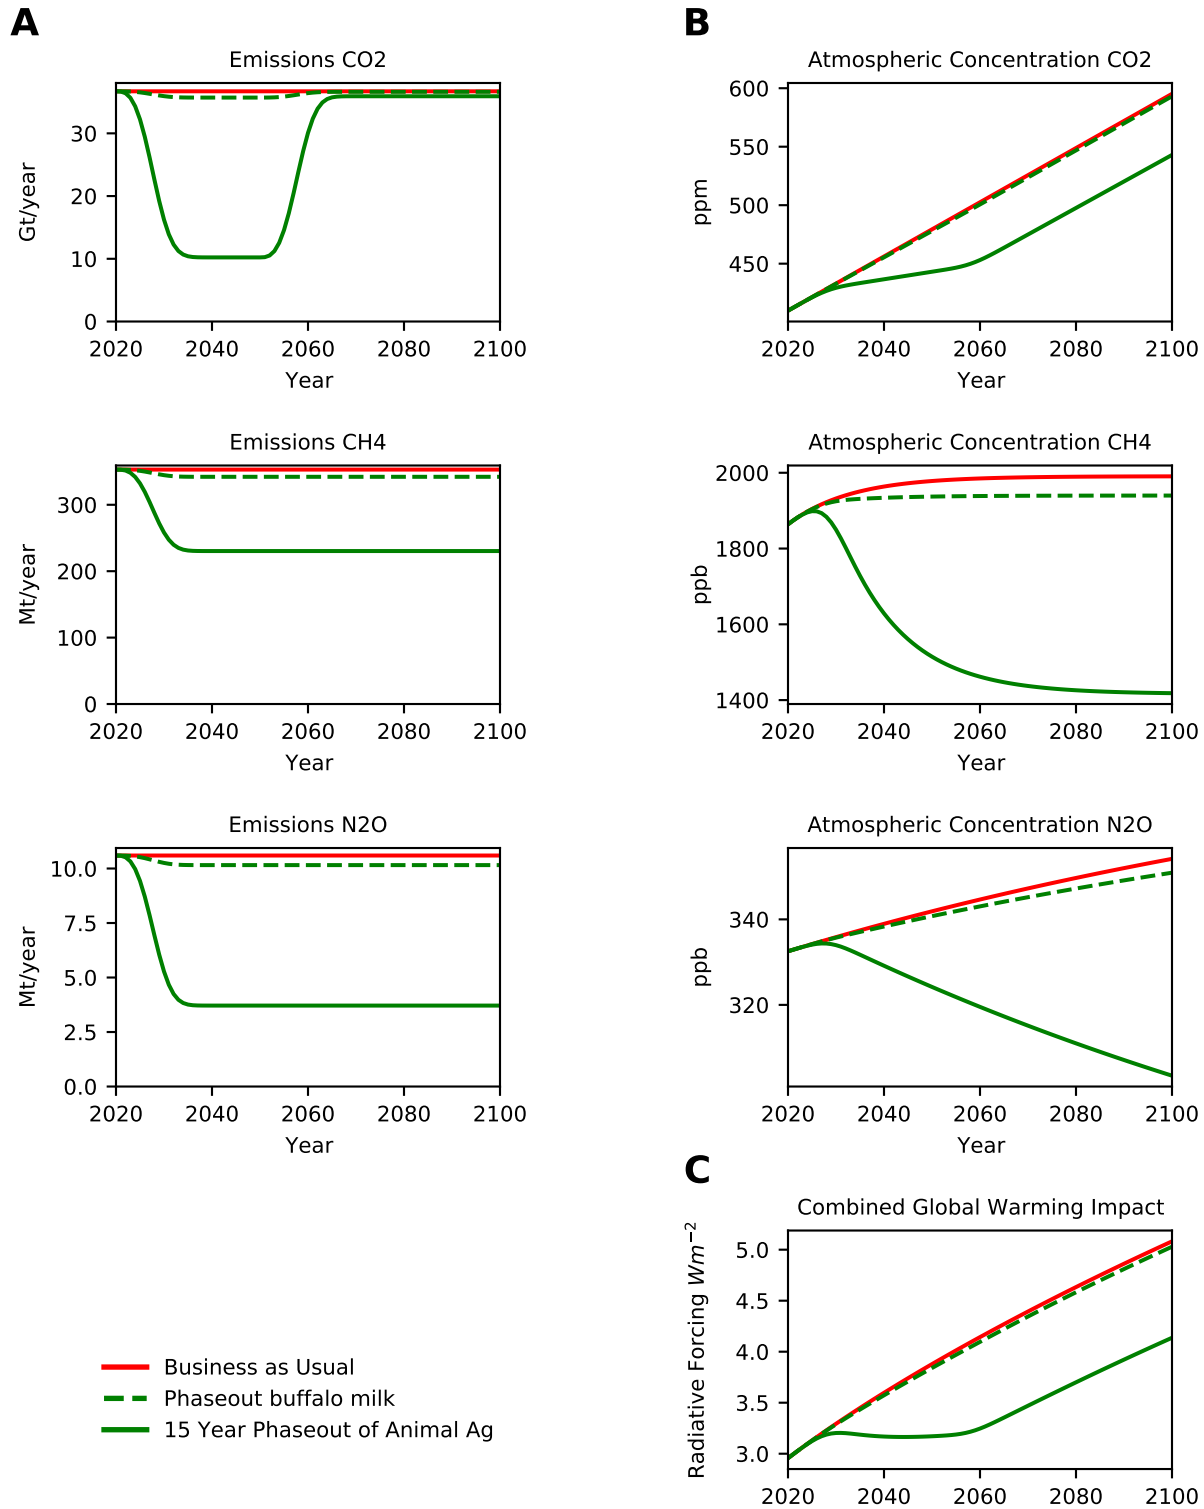 A
Emissions CO2
Gt/year
30
20
10
0
2020 2040 2060 2080 2100
Year
Emissions CH4
Mt/year
300
200
100
0
2020 2040 2060 2080 2100
Year
Emissions N2O
Mt/year
10.0
7.5
5.0
2.5
0.0
2020 2040 2060 2080 2100
Year
Business as Usual
Phaseout buffalo milk
15 Year Phaseout of Animal Ag
B
Atmospheric Concentration CO2
ppm
600
550
500
450
2020 2040 2060 2080 2100
Year
Atmospheric Concentration CH4
ppb
2000
1800
1600
1400
2020 2040 2060 2080 2100
Year
Atmospheric Concentration N2O
ppb
340
320
2020 2040 2060 2080 2100
Year
C
Combined Global Warming Impact
Radiative Forcing Wm⁻²
5.0
4.5
4.0
3.5
3.0
2020 2040 2060 2080 2100